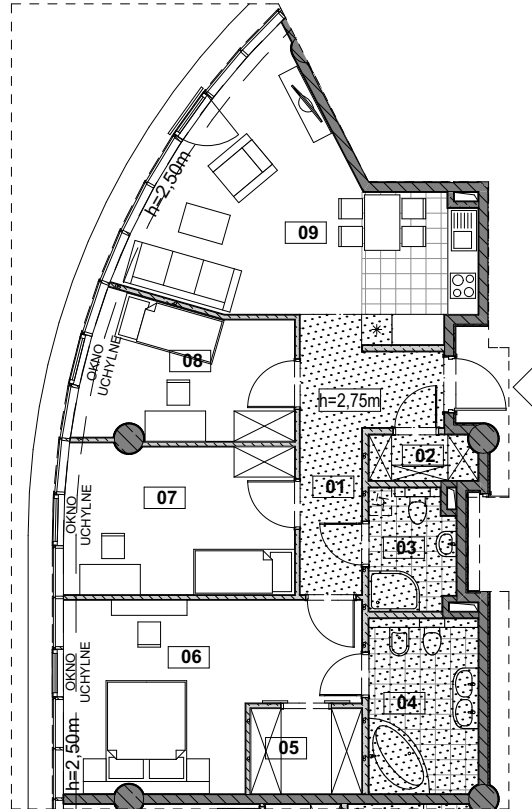 h=2,50m
09
OKNO
UCHYLNE
08
h=2,75m
02
07
01
OKNO
UCHYLNE
03
06
OKNO
UCHYLNE
04
h=2,50m
05